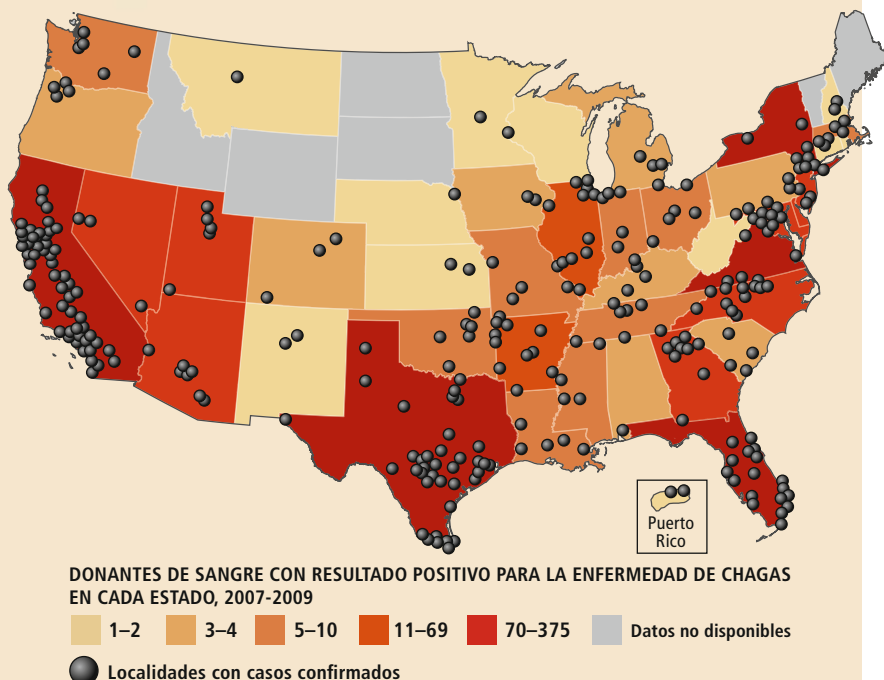 Puerto
Rico
DONANTES DE SANGRE CON RESULTADO POSITIVO PARA LA ENFERMEDAD DE CHAGAS
EN CADA ESTADO, 2007-2009
1–2 3–4 5–10 11–69 70–375 Datos no disponibles
Localidades con casos confirmados